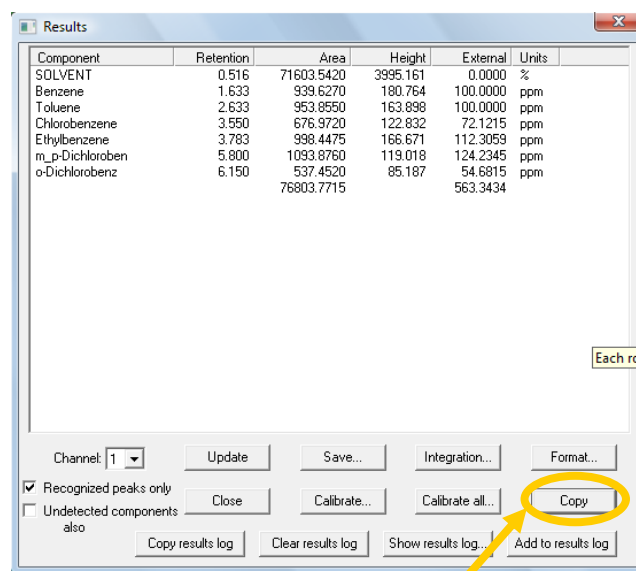 Results
Component Retention Area Height External Units
SOLVENT 0.516 71603.5420 3995.161 0.0000 %
Benzene 1.633 939.6270 180.764 100.0000 ppm
Toluene 2.633 953.8550 163.898 100.0000 ppm
Chlorobenzene 3.550 676.9720 122.832 72.1215 ppm
Ethylbenzene 3.783 998.4475 166.671 112.3059 ppm
m_p-Dichloroben 5.800 1093.8760 119.018 124.2345 ppm
o-Dichlorobenz 6.150 537.4520 85.187 54.6815 ppm
76803.7715 563.3434
Each ro
Channel: 1 Update Save... Integration... Format...
Recognized peaks only
Close Calibrate... Calibrate all... Copy
Undetected components
also
Copy results log Clear results log Show results log... Add to results log